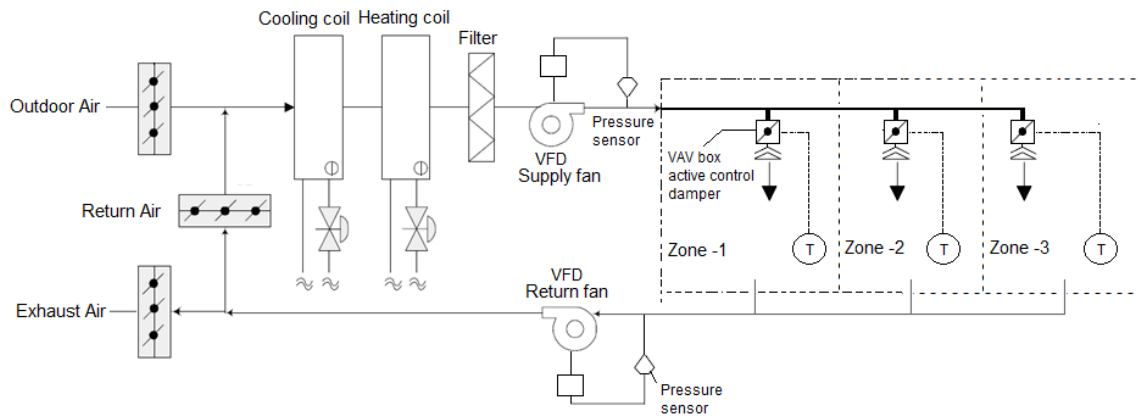 Cooling coil
Heating coil
Filter
Outdoor Air
Pressure
sensor
VFD
Supply fan
VAV box
active control
damper
Return Air
Zone -1
T
Zone -2
T
Zone -3
T
VFD
Return fan
Exhaust Air
Pressure
sensor